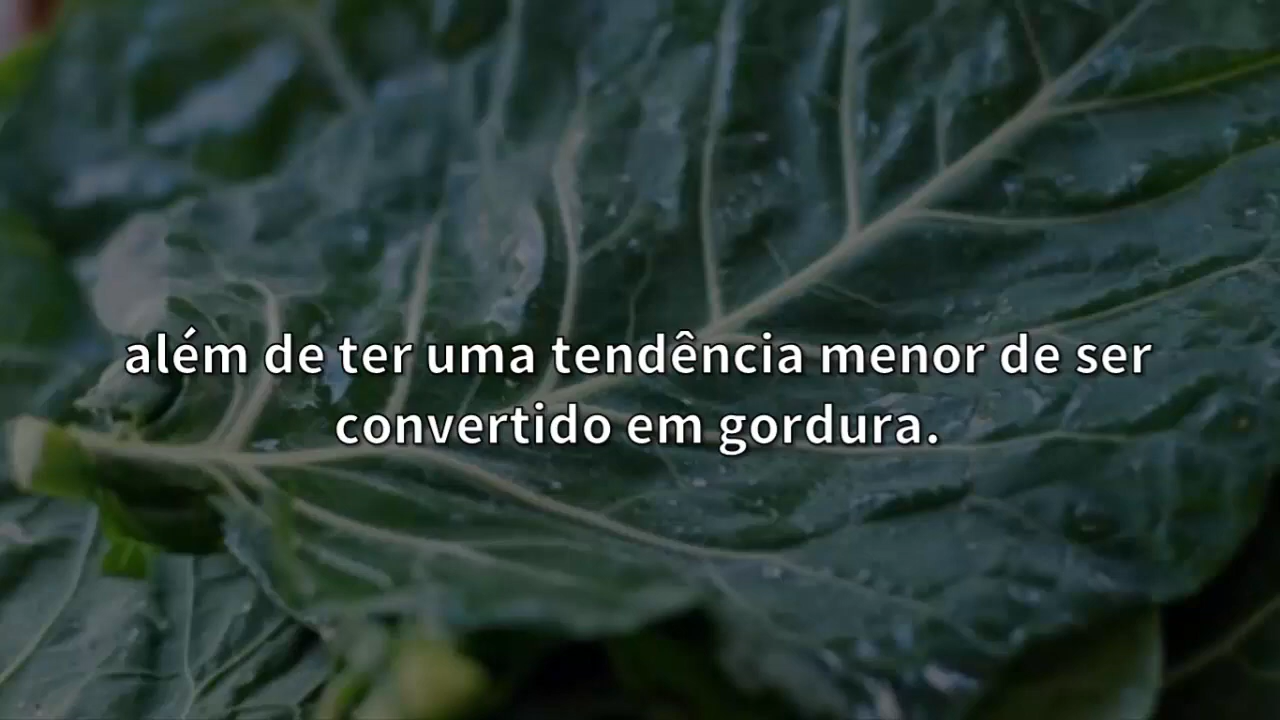 além de ter uma tendência menor de ser
convertido em gordura.